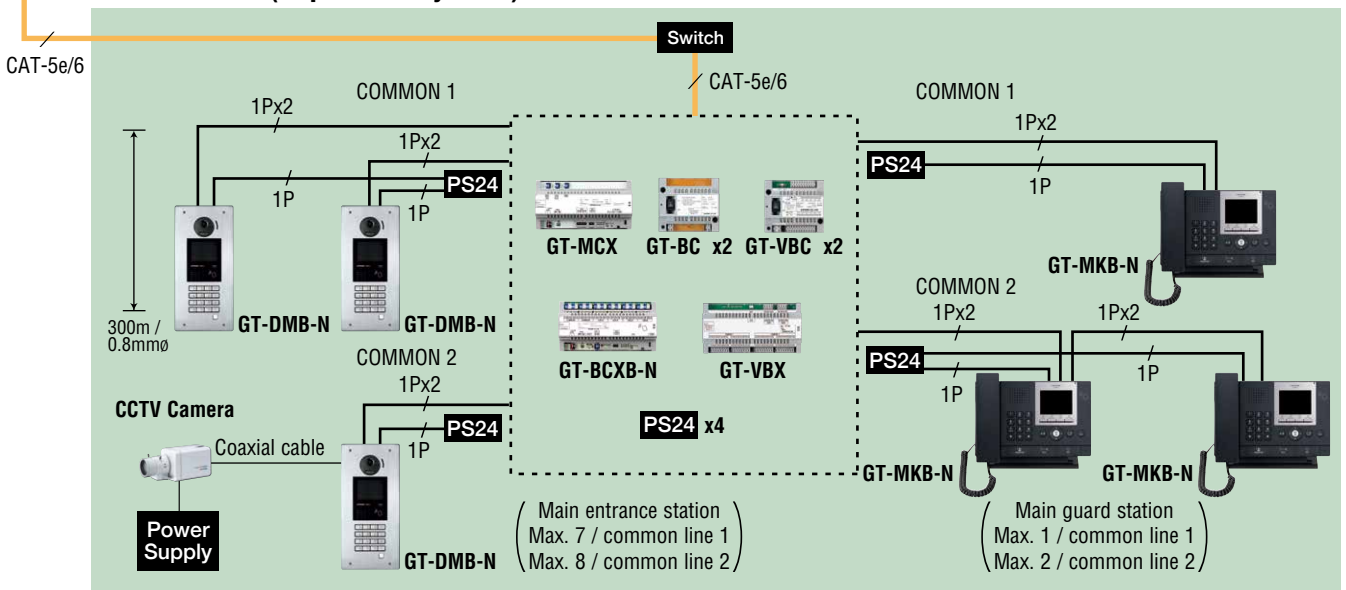 Switch
CAT-5e/6
CAT-5e/6
COMMON 1
1Px2
1Px2
1P
1P
PS24
GT-DMB-N
GT-DMB-N
300m /
0.8mmø
COMMON 2
1Px2
1P
PS24
CCTV Camera
Coaxial cable
Power
Supply
GT-DMB-N
GT-MCX
GT-BC x2
GT-VBC x2
GT-BCXB-N
GT-VBX
PS24 x4
Main entrance station
Max. 7 / common line 1
Max. 8 / common line 2
COMMON 1
1Px2
PS24
1P
GT-MKB-N
COMMON 2
1Px2
1Px2
PS24
1P
1P
GT-MKB-N
GT-MKB-N
Main guard station
Max. 1 / common line 1
Max. 2 / common line 2